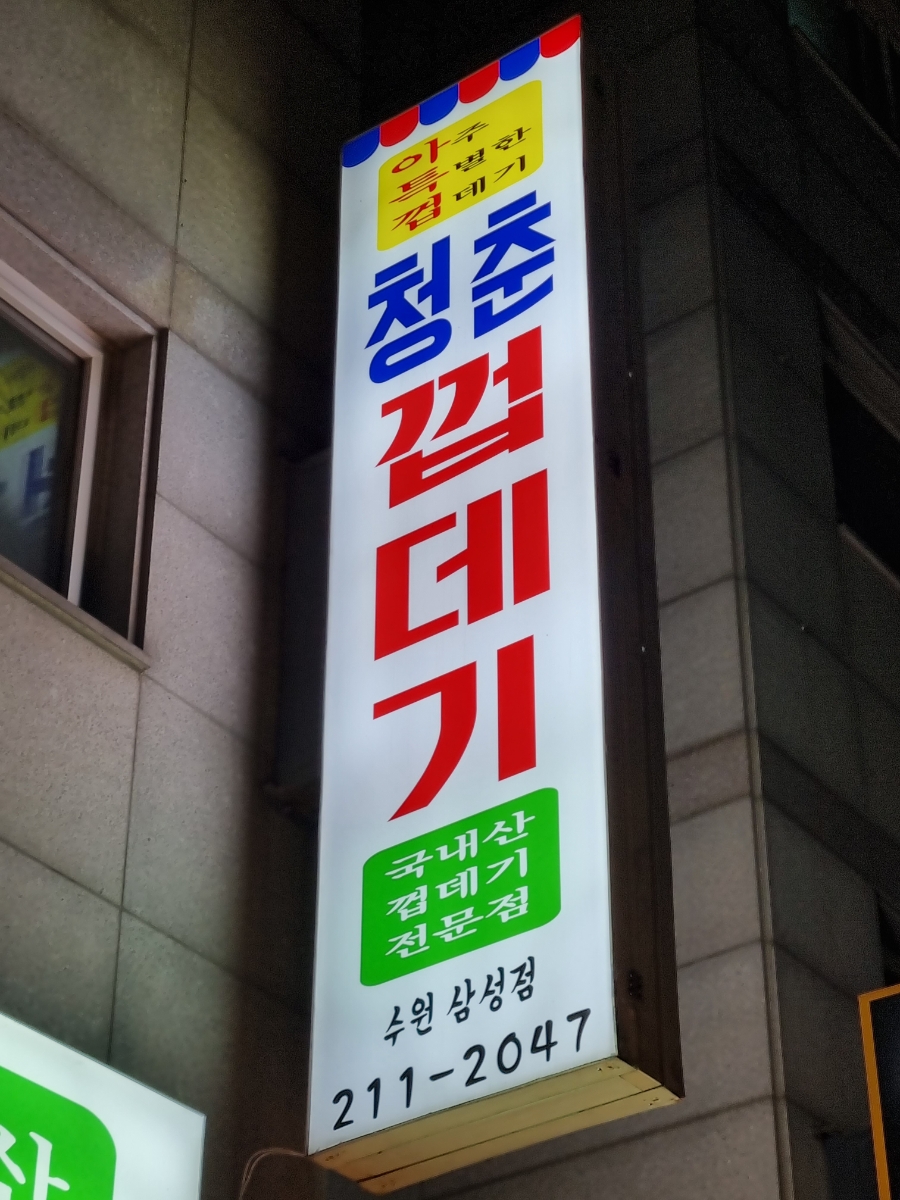 아주
특별한
껍데기
청춘
껍
데
기
국내산
껍데기
전문점
수원 삼성점
211-2047
산